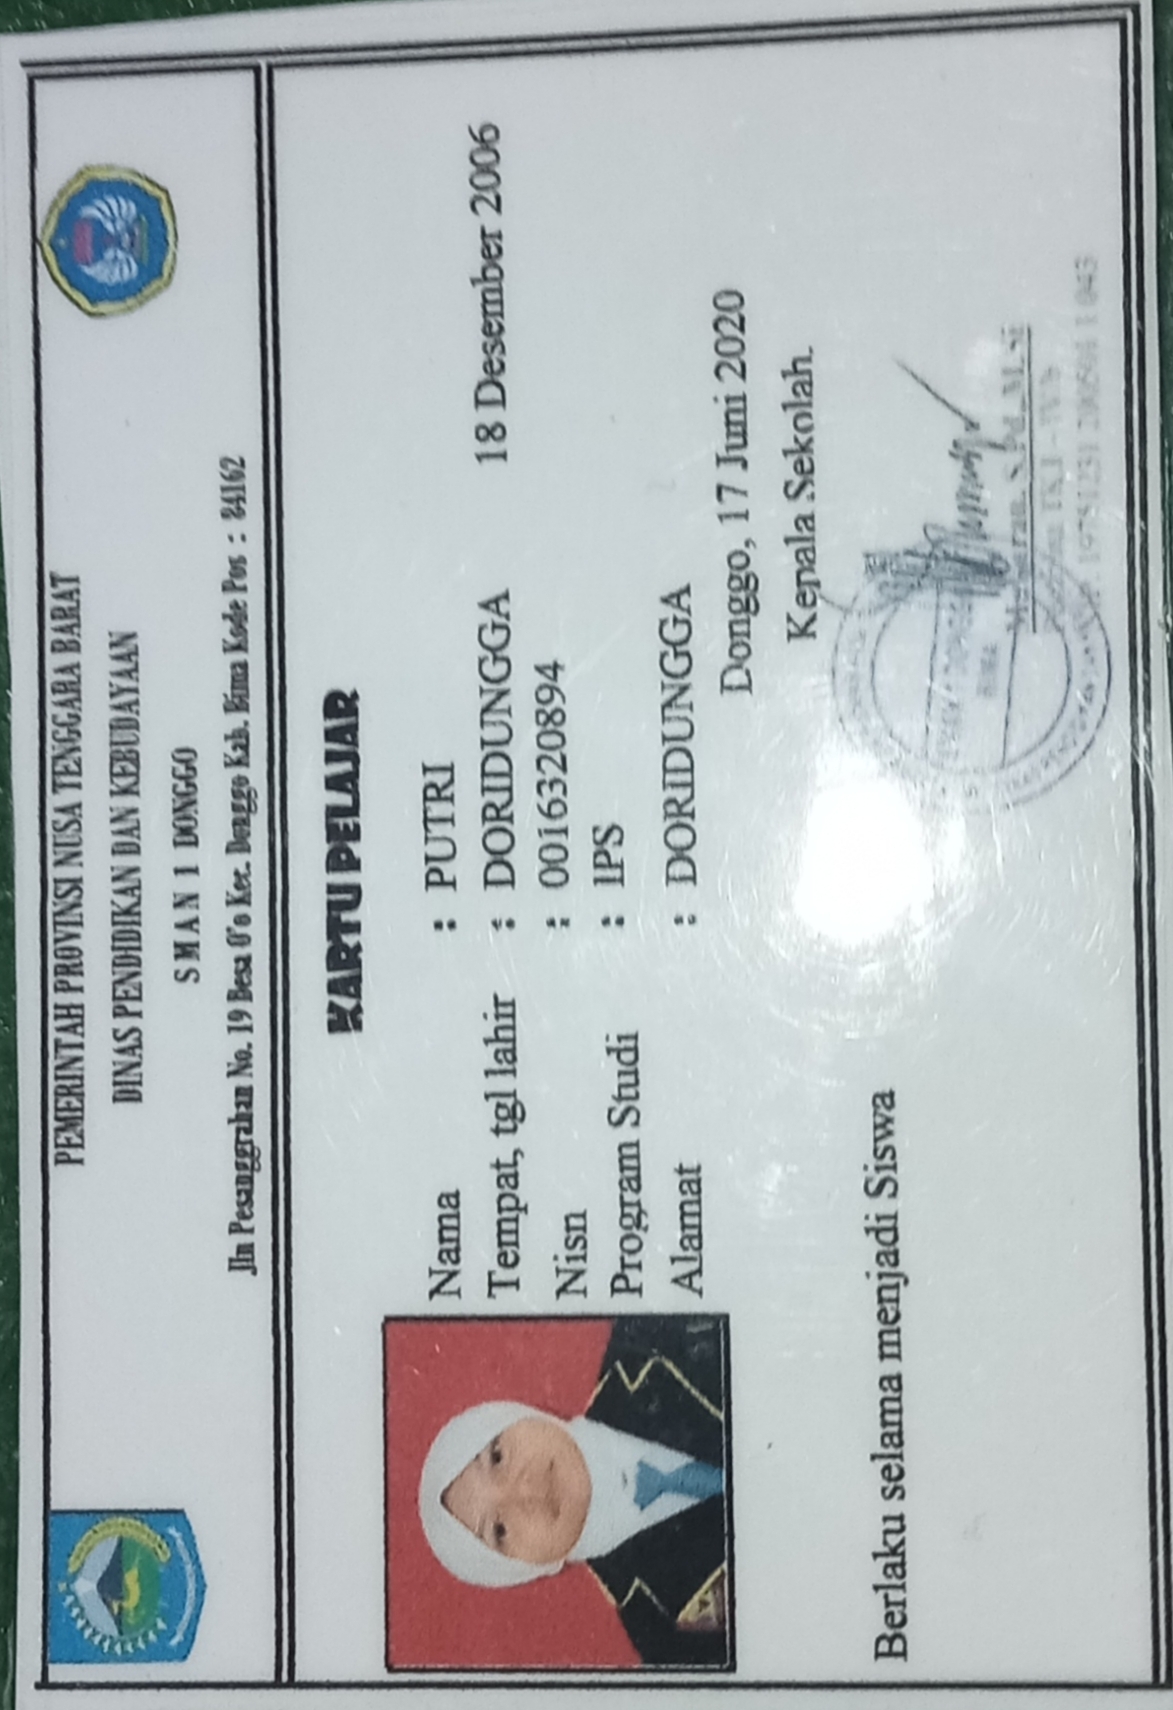 PEMERINTAH PROVINSI NUSA TENGGARA BARAT
DINAS PENDIDIKAN DAN KEBUDAYAAN
SMAN 1 DONGGO
Jln Pesanggrahan No. 19 Desa O'o Kec. Donggo Kab. Bima Kode Pos : 84162
KARTU PELAJAR
Nama : PUTRI
Tempat, tgl lahir : DORIDUNGGA 18 Desember 2006
Nisn : 0016320894
Program Studi : IPS
Alamat : DORIDUNGGA
Donggo, 17 Juni 2020
Kepala Sekolah.
Berlaku selama menjadi Siswa